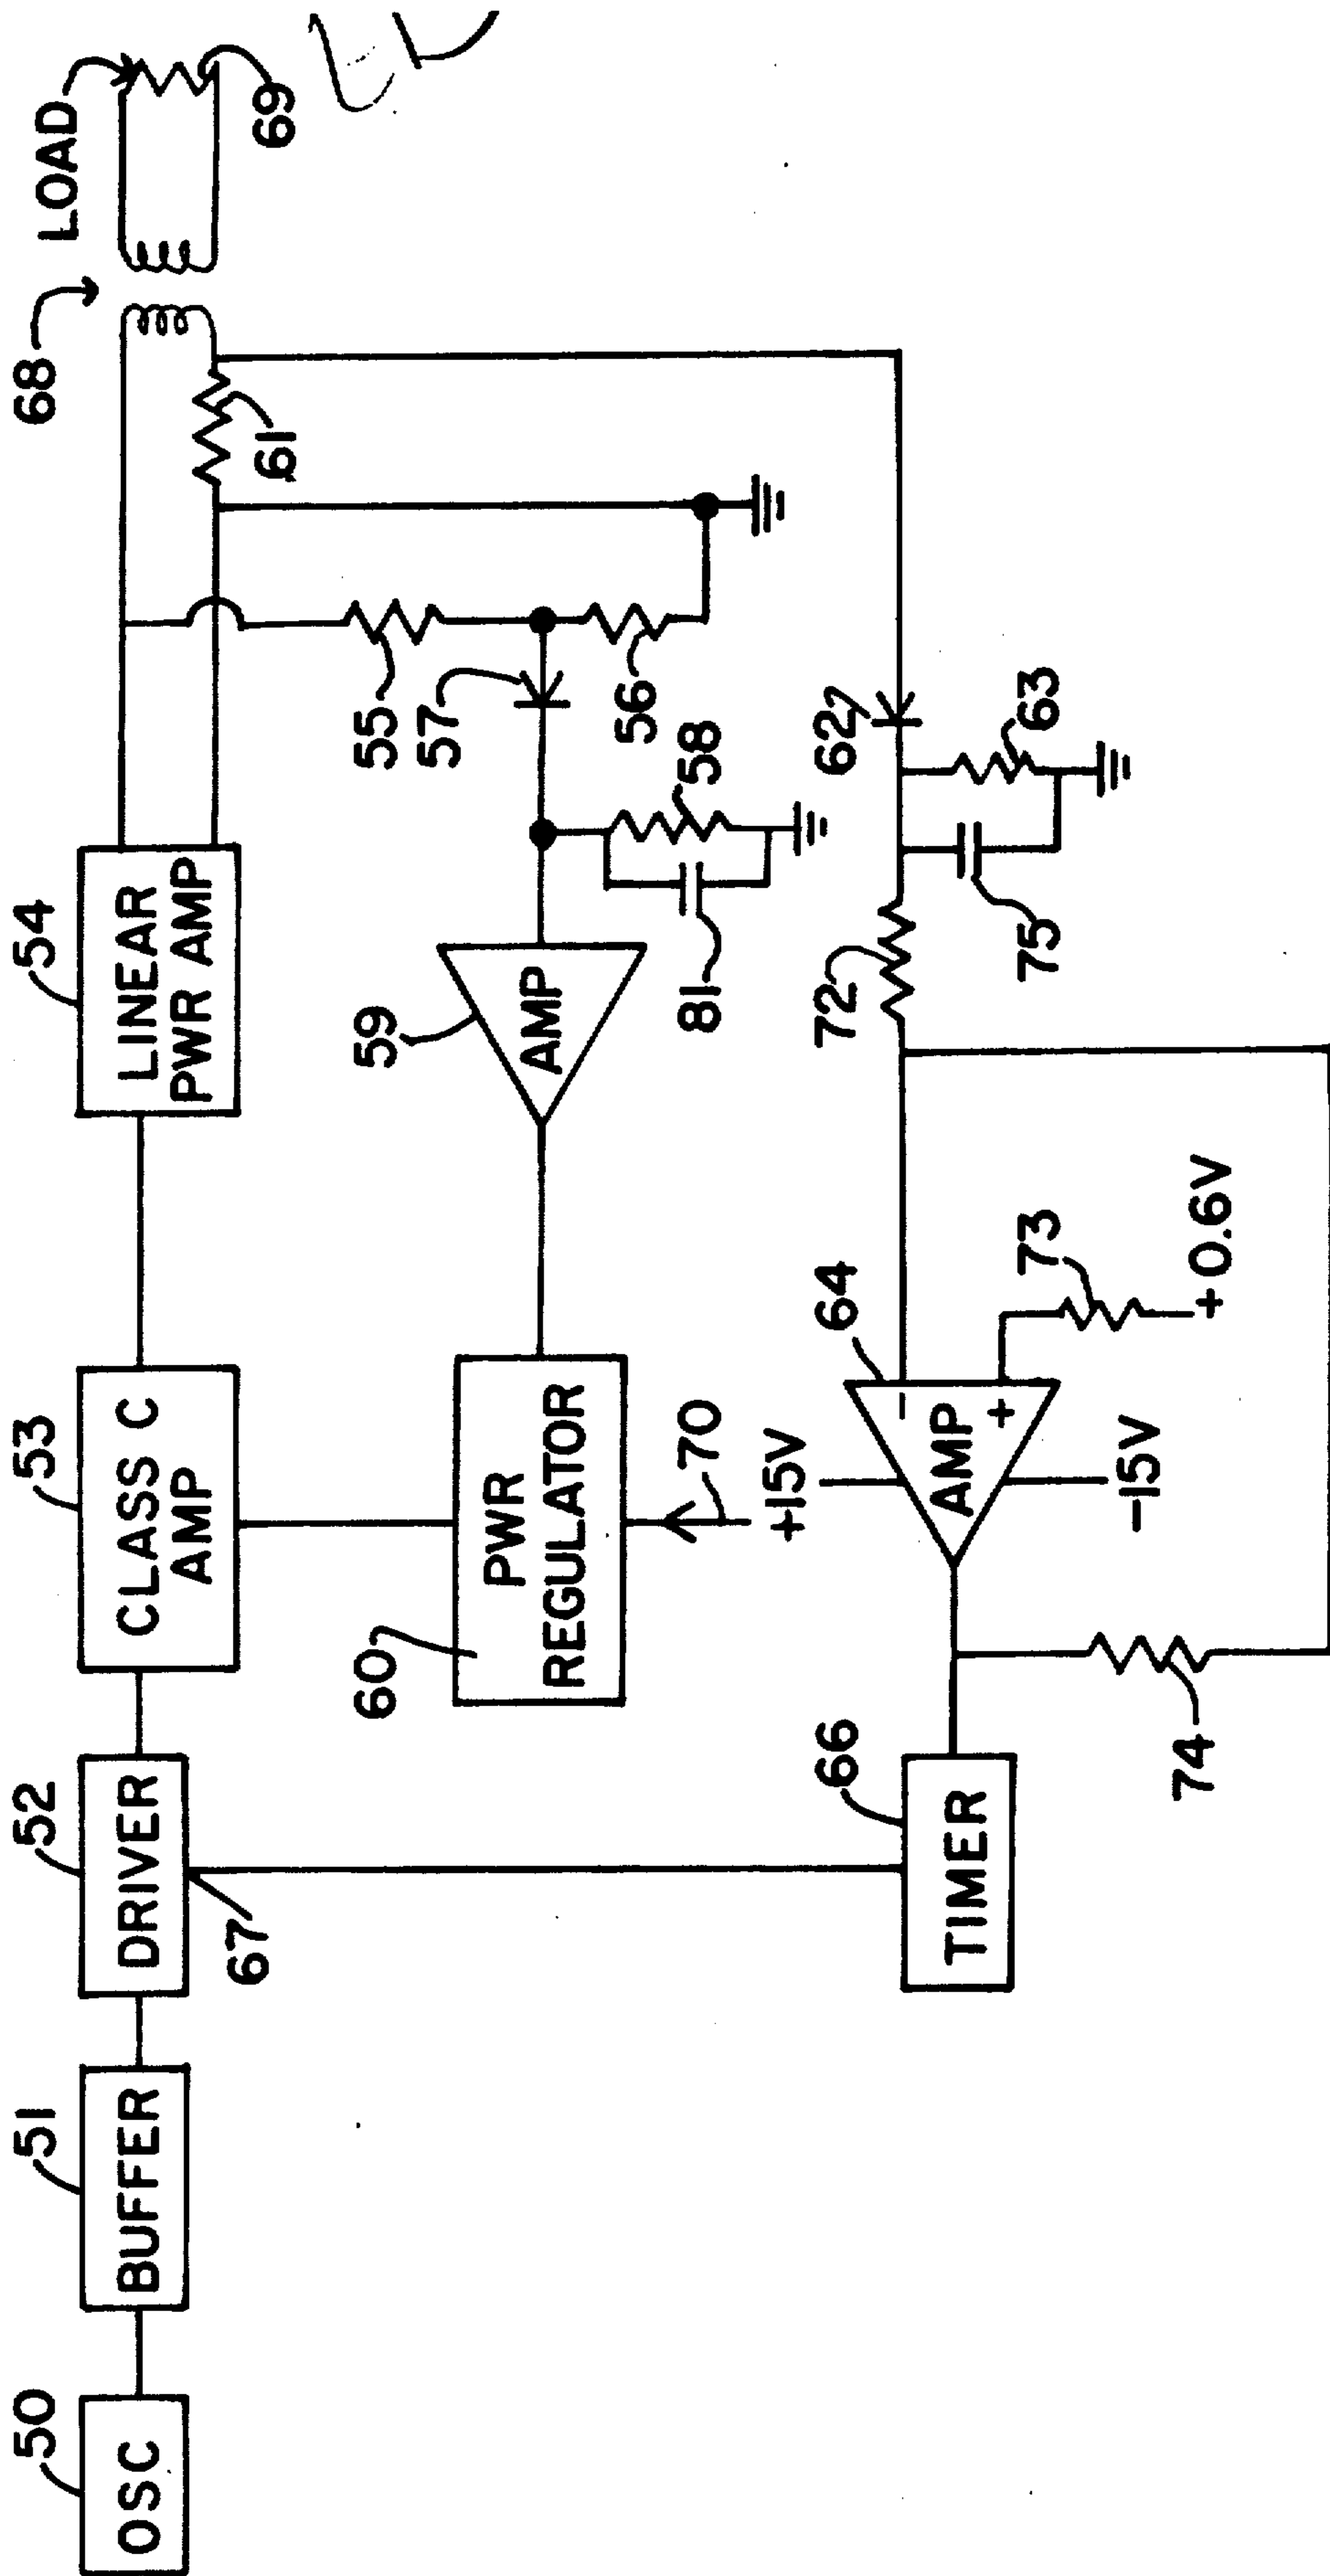 50
OSC
51
BUFFER
52
DRIVER
67
53
CLASS C
AMP
54
LINEAR
PWR AMP
68
LOAD
69
61
60
PWR
REGULATOR
70
59
AMP
55
57
56
58
81
66
TIMER
64
AMP
-
+
+15V
-15V
73
+0.6V
74
72
62
63
75